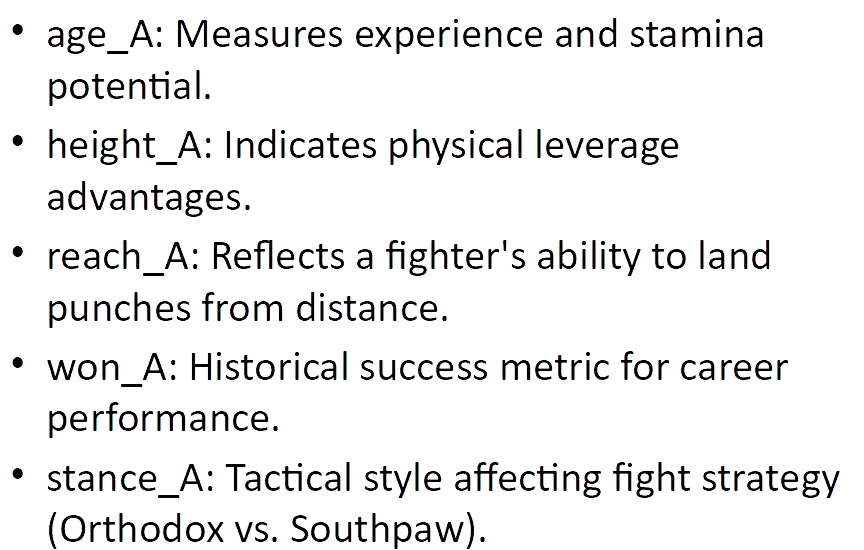 • age_A: Measures experience and stamina
potential.
• height_A: Indicates physical leverage
advantages.
• reach_A: Reflects a fighter's ability to land
punches from distance.
• won_A: Historical success metric for career
performance.
• stance_A: Tactical style affecting fight strategy
(Orthodox vs. Southpaw).